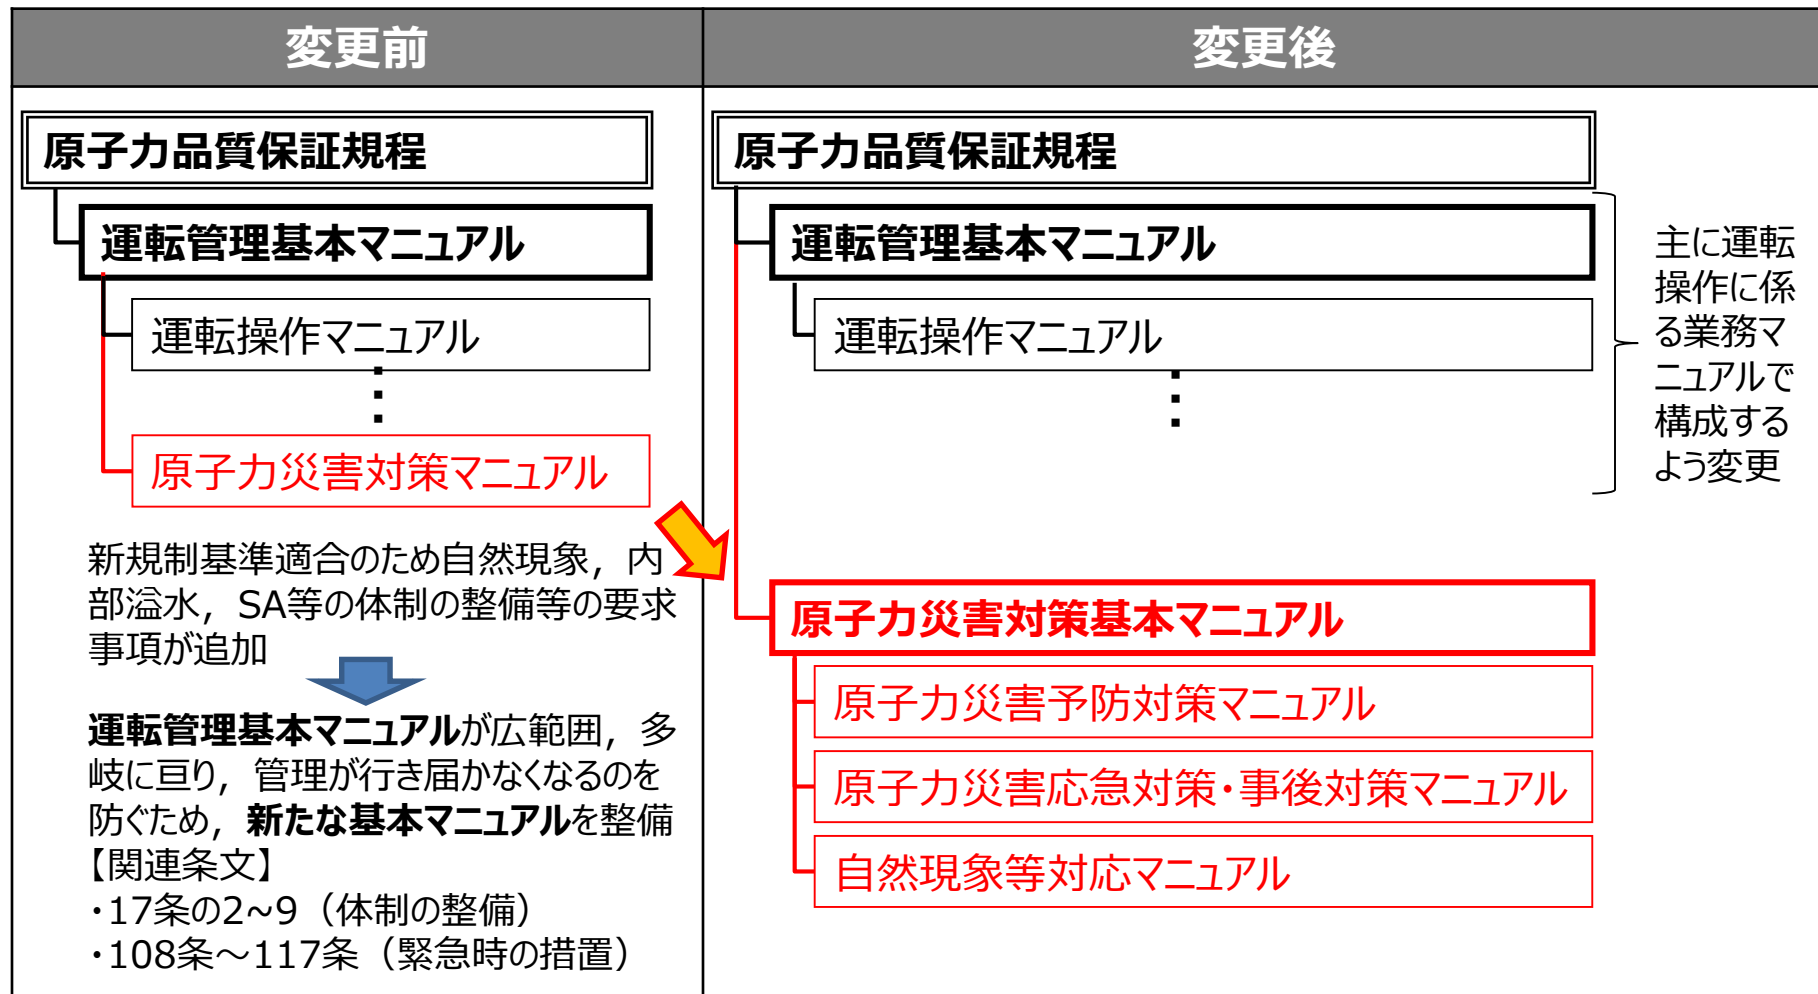 変更前
変更後
原子力品質保証規程
運転管理基本マニュアル
運転操作マニュアル
原子力災害対策マニュアル
新規制基準適合のため自然現象，内
部溢水，SA等の体制の整備等の要求
事項が追加
運転管理基本マニュアルが広範囲，多
岐に亘り，管理が行き届かなくなるのを
防ぐため，新たな基本マニュアルを整備
【関連条文】
・17条の2~9（体制の整備）
・108条～117条（緊急時の措置）
原子力品質保証規程
運転管理基本マニュアル
運転操作マニュアル
主に運転
操作に係
る業務マ
ニュアルで
構成する
よう変更
原子力災害対策基本マニュアル
原子力災害予防対策マニュアル
原子力災害応急対策・事後対策マニュアル
自然現象等対応マニュアル